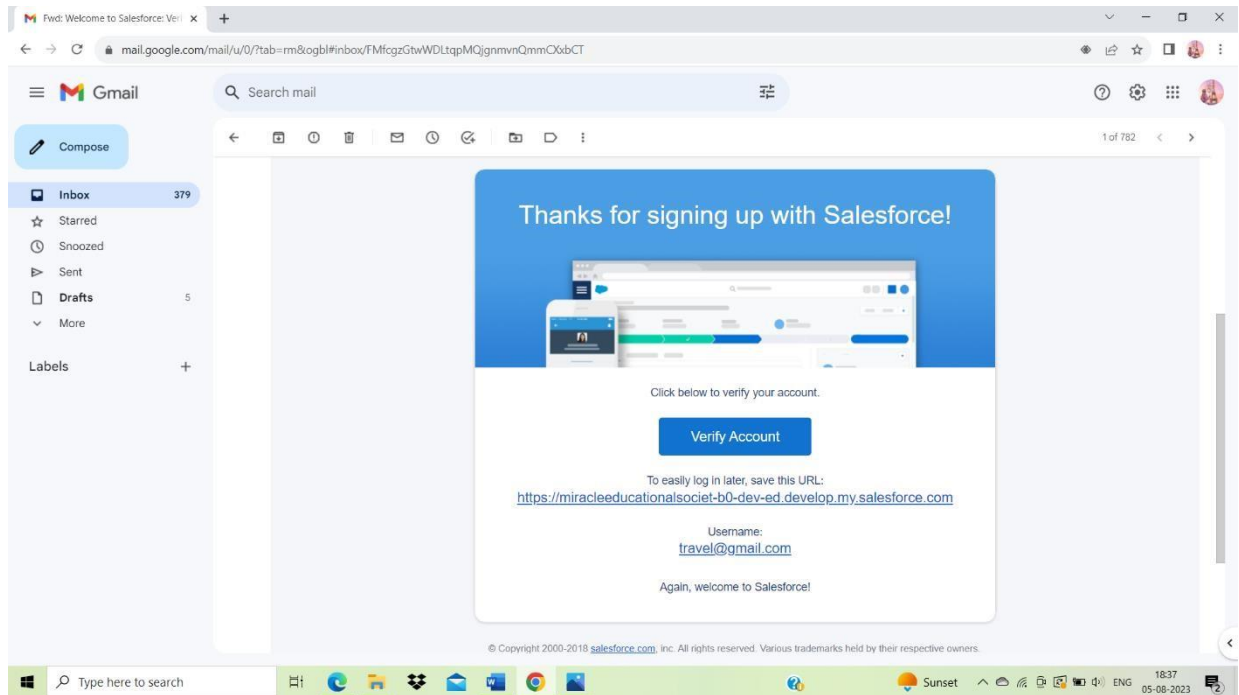 Fwd: Welcome to Salesforce: Veri
mail.google.com/mail/u/0/?tab=rm&ogbl#inbox/FMfcgzGtwWDLtqpMQjgnmvnQmmCXxbCT
Gmail
Search mail
Compose
1 of 782
Inbox 379
Starred
Snoozed
Sent
Drafts 5
More
Labels
Thanks for signing up with Salesforce!
Click below to verify your account.
Verify Account
To easily log in later, save this URL:
https://miracleeducationalsociet-b0-dev-ed.develop.my.salesforce.com
Username:
travel@gmail.com
Again, welcome to Salesforce!
© Copyright 2000-2018 salesforce.com, inc. All rights reserved. Various trademarks held by their respective owners.
Type here to search
Sunset
ENG
18:37
05-08-2023
2